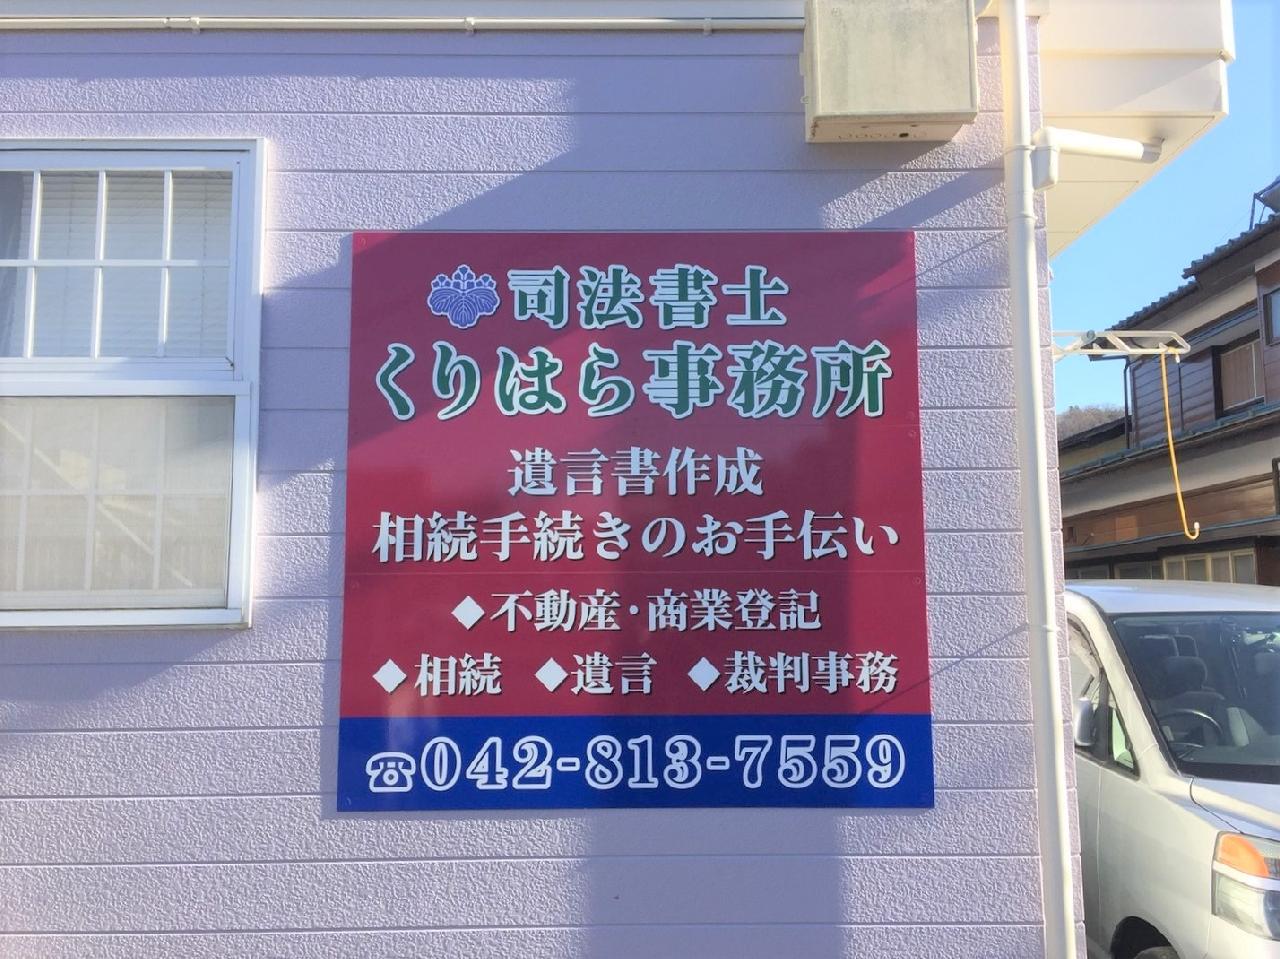 司法書士
くりはら事務所
遺言書作成
相続手続きのお手伝い
◆不動産・商業登記
◆相続 ◆遺言 ◆裁判事務
☎042-813-7559